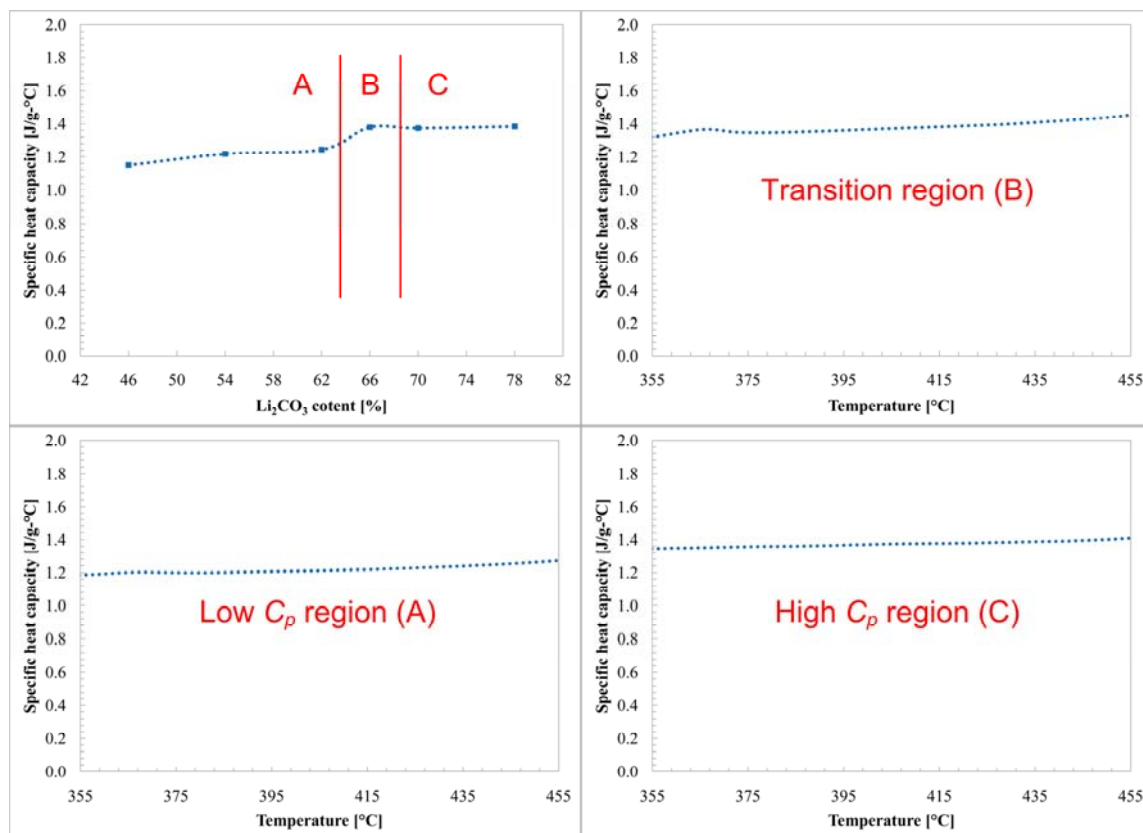 2.0
1.8
1.6
1.4
1.2
1.0
0.8
0.6
0.4
0.2
0.0
Specific heat capacity [J/g-°C]
A B C
42 46 50 54 58 62 66 70 74 78 82
Li₂CO₃ cotent [%]
2.0
1.8
1.6
1.4
1.2
1.0
0.8
0.6
0.4
0.2
0.0
Specific heat capacity [J/g-°C]
Transition region (B)
355 375 395 415 435 455
Temperature [°C]
2.0
1.8
1.6
1.4
1.2
1.0
0.8
0.6
0.4
0.2
0.0
Specific heat capacity [J/g-°C]
Low Cₚ region (A)
355 375 395 415 435 455
Temperature [°C]
2.0
1.8
1.6
1.4
1.2
1.0
0.8
0.6
0.4
0.2
0.0
Specific heat capacity [J/g-°C]
High Cₚ region (C)
355 375 395 415 435 455
Temperature [°C]